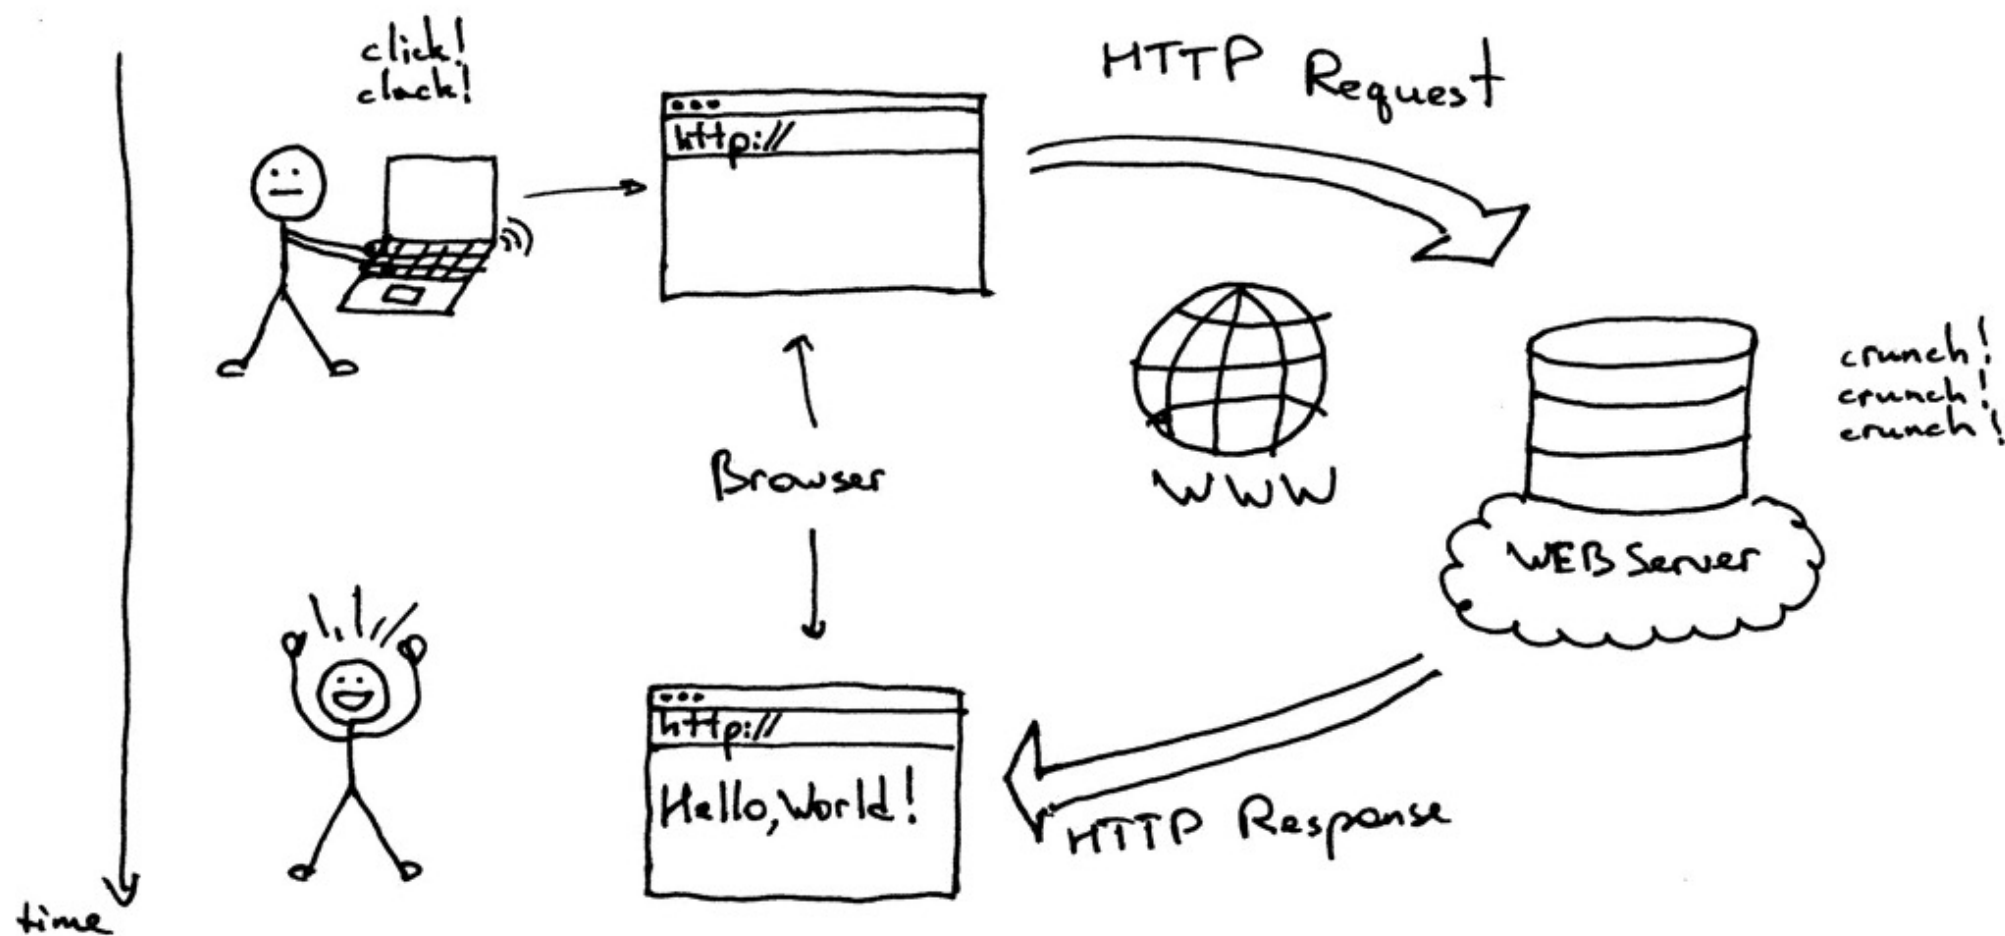 click!
clack!
HTTP Request
http://
WWW
crunch!
crunch!
crunch!
Browser
WEB Server
http://
Hello, World!
HTTP Response
time